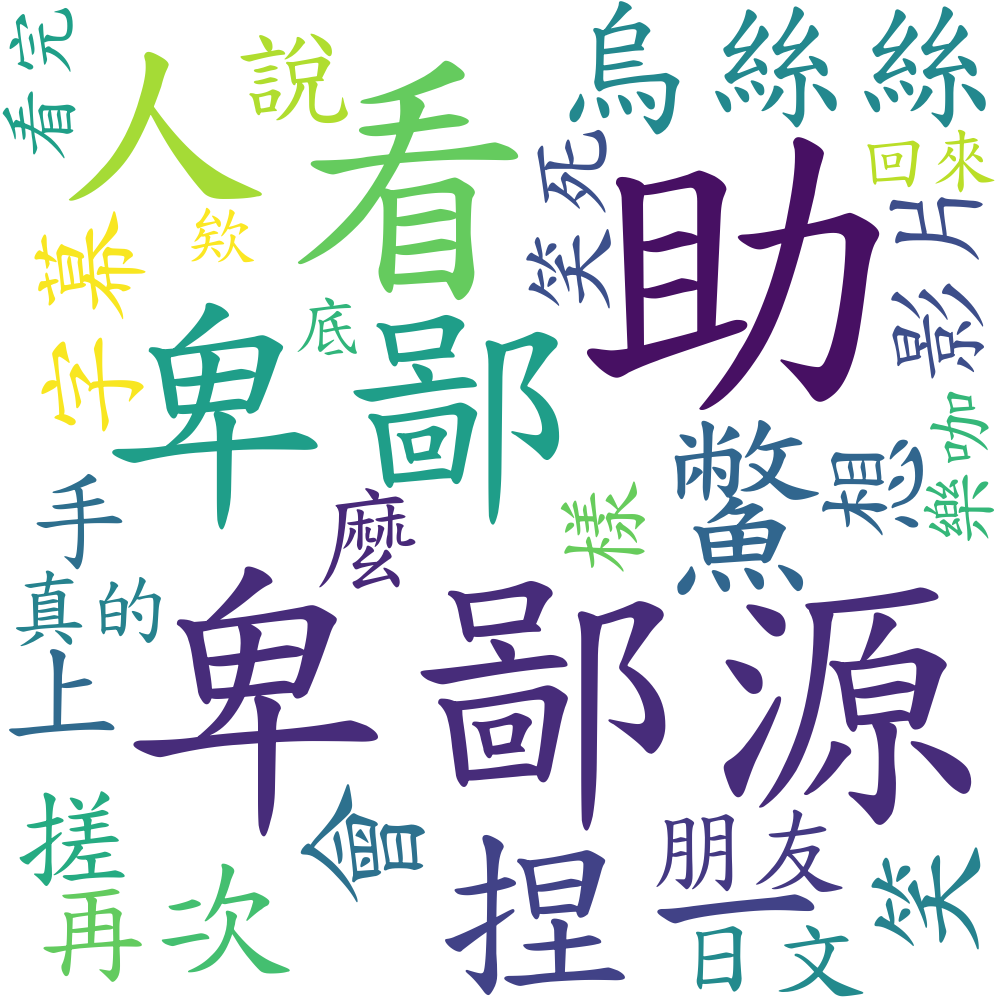 看完
人
說
看
烏絲絲
笑死
助
回來
影片
字幕
欸
底
卑鄙
鱉
想
咖樂
手
麼
樣
真的
卑鄙源
上
搓
會
捏
朋友
一
笑
再次
日文